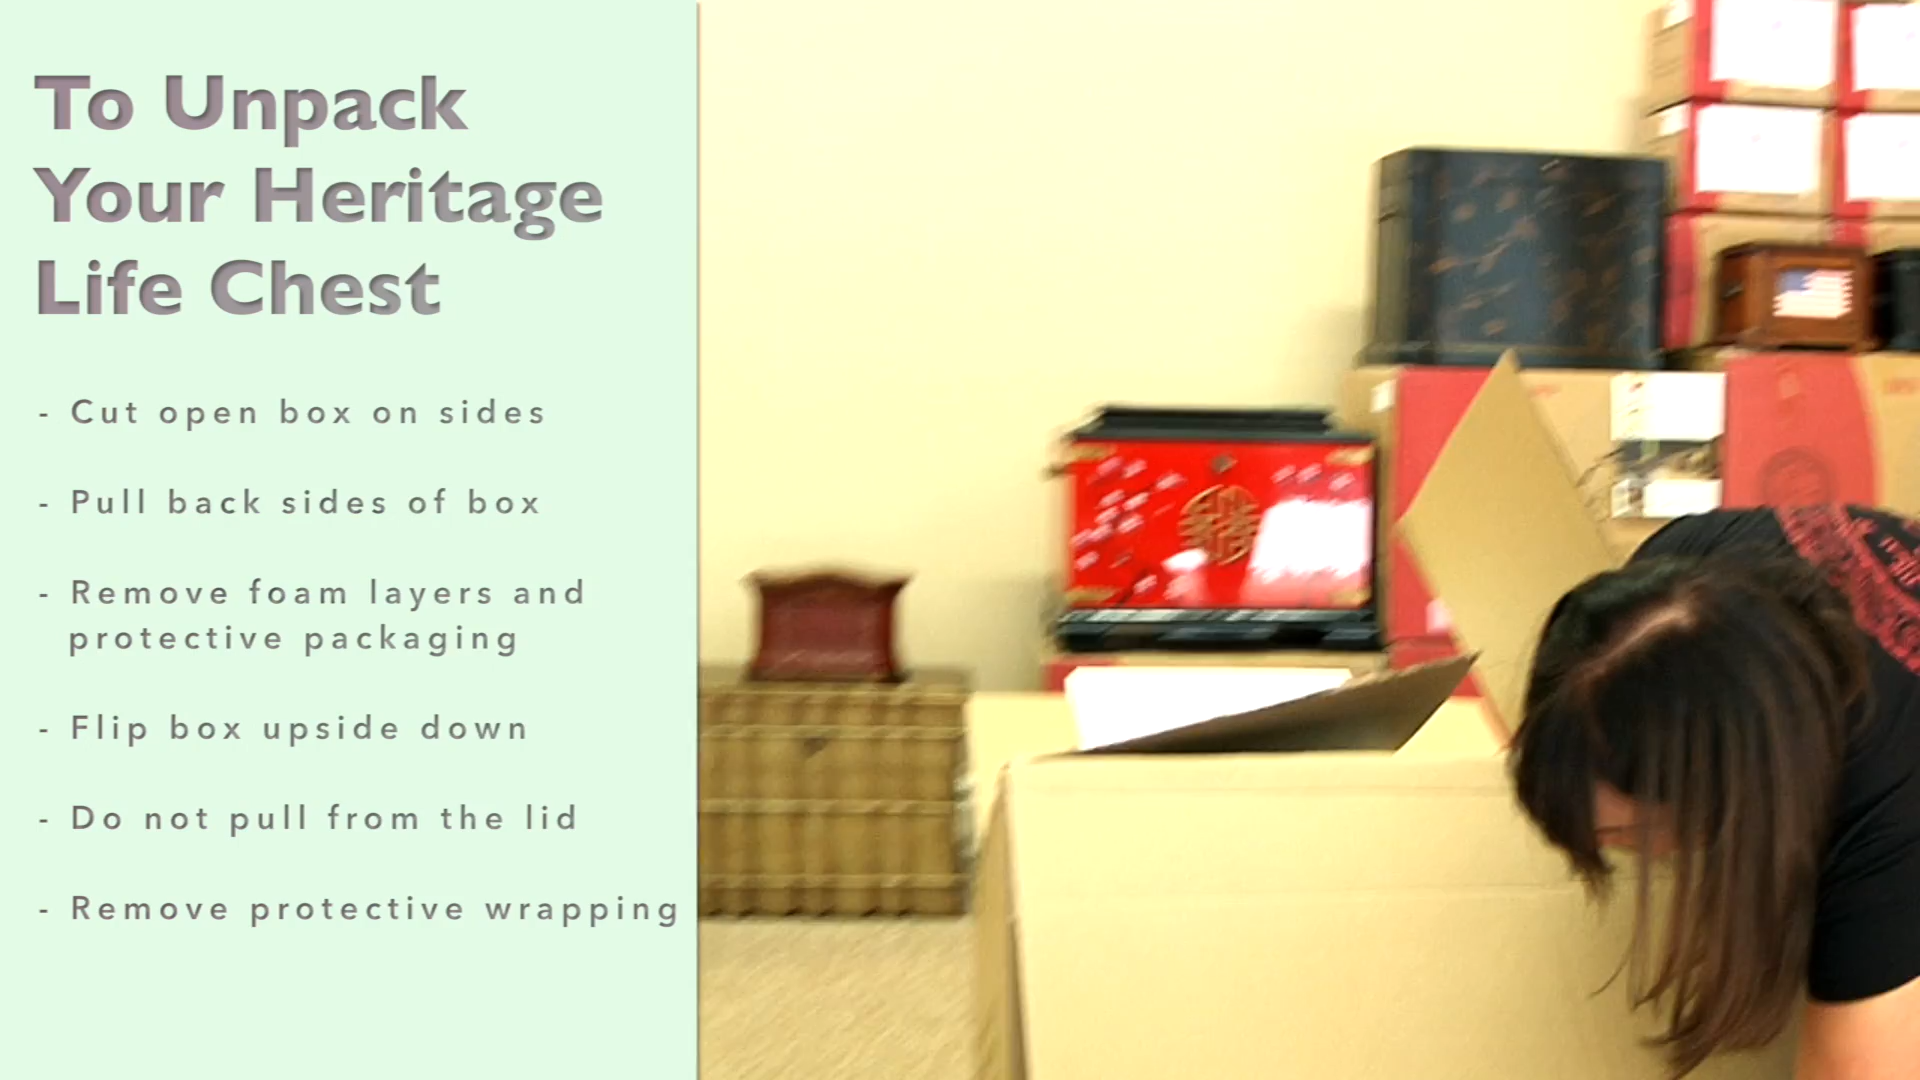 To Unpack
Your Heritage
Life Chest
- Cut open box on sides
- Pull back sides of box
- Remove foam layers and
protective packaging
- Flip box upside down
- Do not pull from the lid
- Remove protective wrapping